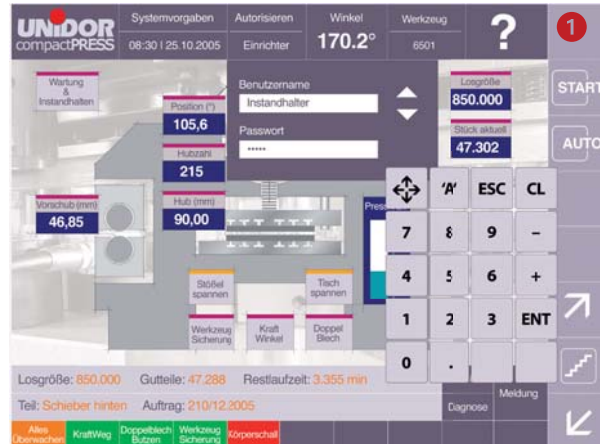 UNIDOR
compactPRESS
Systemvorgaben
08:30 | 25.10.2005
Autorisieren
Einrichter
Winkel
170.2°
Werkzeug
6501
?
1
START
AUTO
Wartung
&
Instandhalten
Position (°)
105,6
Hubzahl
215
Hub (mm)
90,00
Vorschub (mm)
46,85
Benutzername
Instandhalter
Passwort
*****
Losgröße
850.000
Stück aktuell
47.302
'A' ESC CL
7 8 9 -
4 5 6 +
1 2 3 ENT
0 .
Stößel
spannen
Tisch
spannen
Werkzeug
Sicherung
Kraft
Winkel
Doppel
Blech
Losgröße: 850.000 Gutteile: 47.288 Restlaufzeit: 3.355 min
Teil: Schieber hinten Auftrag: 210/12.2005
Diagnose
Meldung
Alles
Überwachen
KraftWeg
Doppelblech
Butzen
Werkzeug
Sicherung
Körperschall